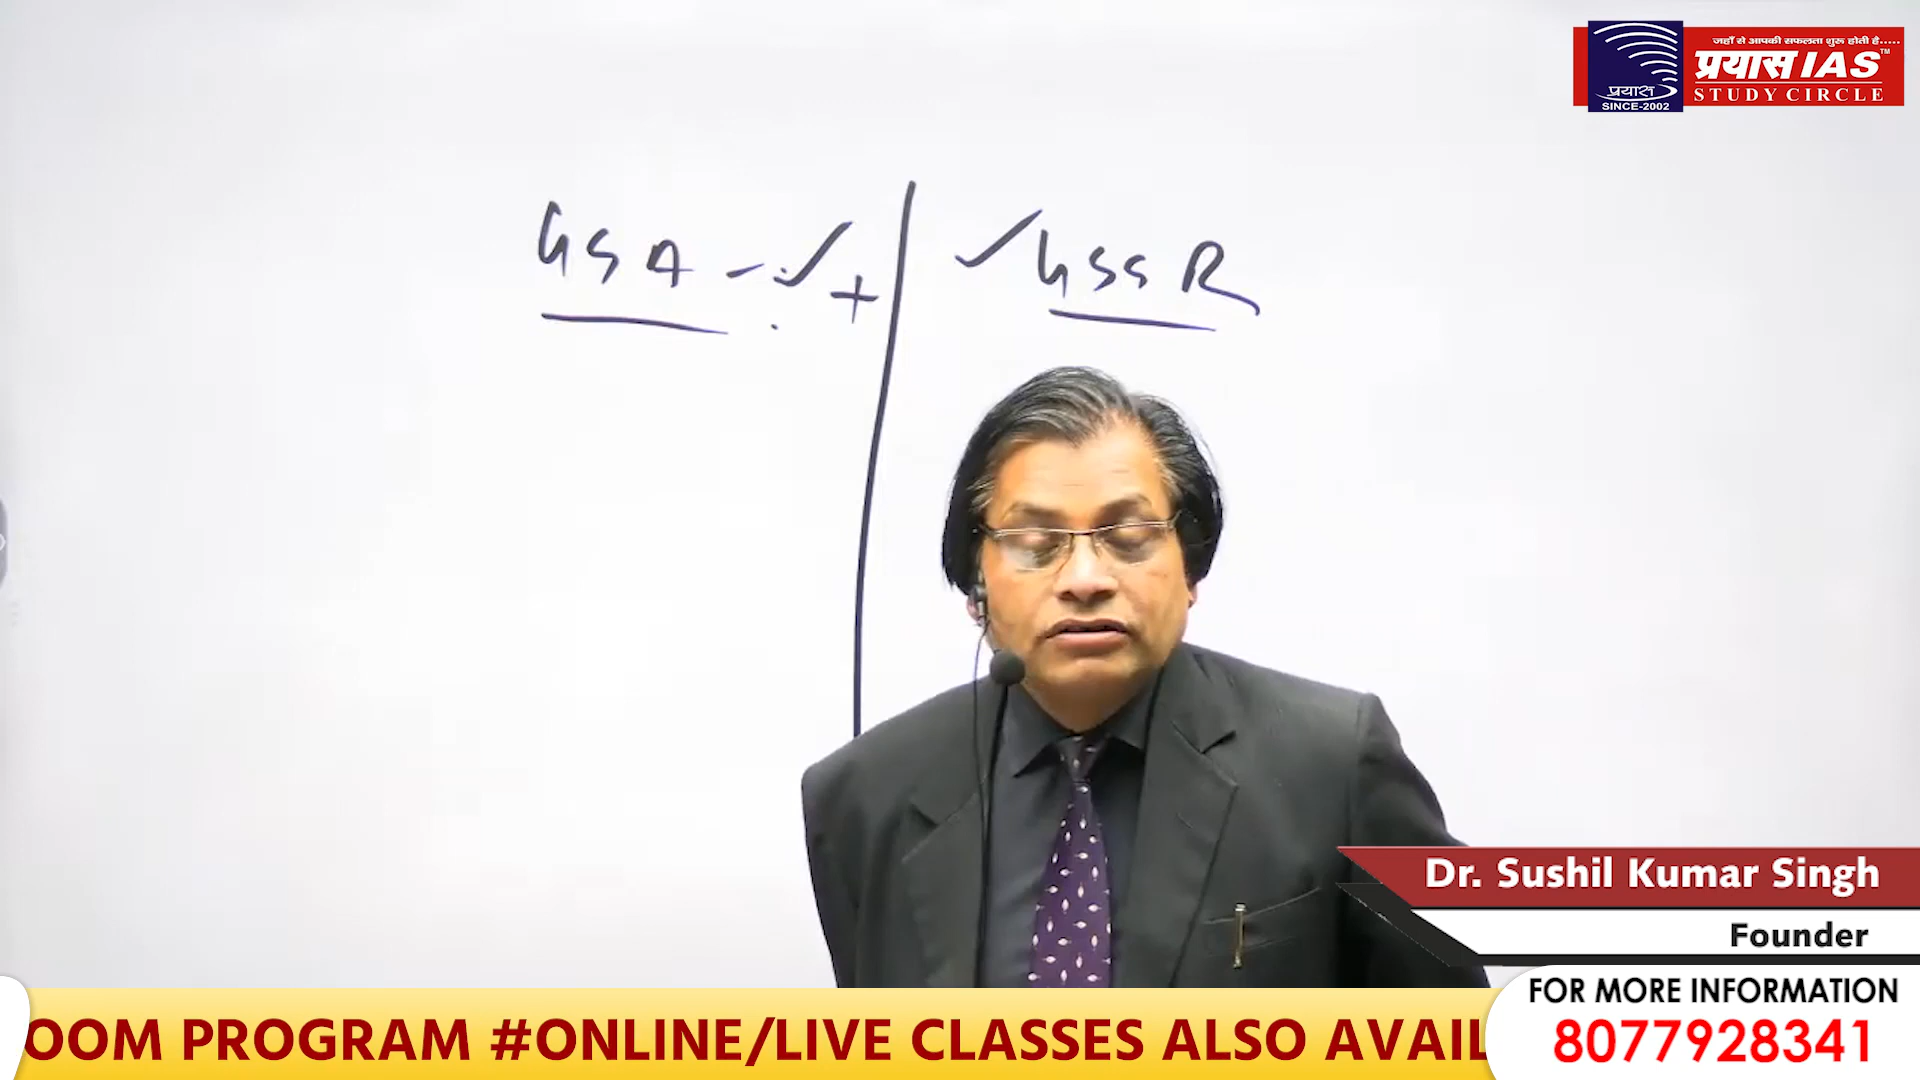 जहाँ से आपकी सफलता शुरू होती है.....
प्रयास IAS™
STUDY CIRCLE
प्रयास
SINCE-2002
USA - ✓ +
✓ USSR
Dr. Sushil Kumar Singh
Founder
FOR MORE INFORMATION
8077928341
OOM PROGRAM #ONLINE/LIVE CLASSES ALSO AVAIL